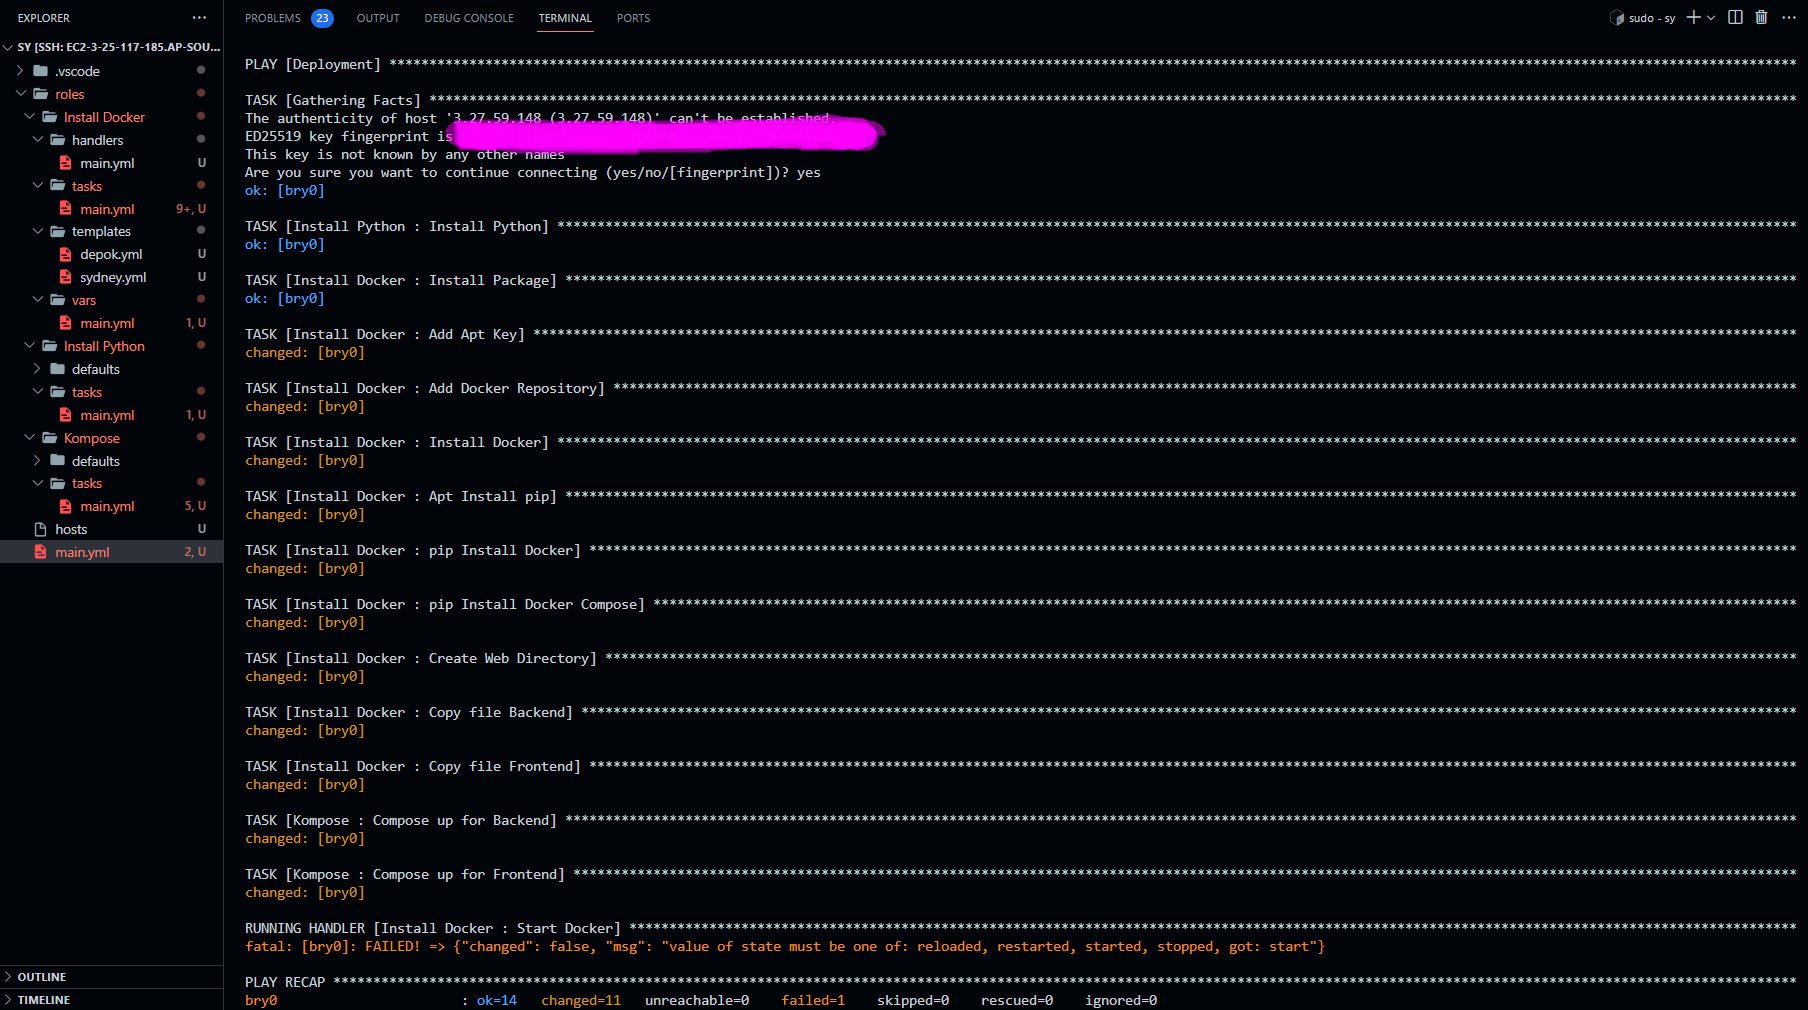 EXPLORER
SY [SSH: EC2-3-25-117-185.AP-SOU...
.vscode
roles
Install Docker
handlers
main.yml U
tasks
main.yml 9+, U
templates
depok.yml U
sydney.yml U
vars
main.yml 1, U
Install Python
defaults
tasks
main.yml 1, U
Kompose
defaults
tasks
main.yml 5, U
hosts U
main.yml 2, U
OUTLINE
TIMELINE
PROBLEMS 23 OUTPUT DEBUG CONSOLE TERMINAL PORTS
sudo - sy
PLAY [Deployment] ****
TASK [Gathering Facts] ****
The authenticity of host '3.27.59.148 (3.27.59.148)' can't be established.
ED25519 key fingerprint is
This key is not known by any other names
Are you sure you want to continue connecting (yes/no/[fingerprint])? yes
ok: [bry0]
TASK [Install Python : Install Python] ****
ok: [bry0]
TASK [Install Docker : Install Package] ****
ok: [bry0]
TASK [Install Docker : Add Apt Key] ****
changed: [bry0]
TASK [Install Docker : Add Docker Repository] ****
changed: [bry0]
TASK [Install Docker : Install Docker] ****
changed: [bry0]
TASK [Install Docker : Apt Install pip] ****
changed: [bry0]
TASK [Install Docker : pip Install Docker] ****
changed: [bry0]
TASK [Install Docker : pip Install Docker Compose] ****
changed: [bry0]
TASK [Install Docker : Create Web Directory] ****
changed: [bry0]
TASK [Install Docker : Copy file Backend] ****
changed: [bry0]
TASK [Install Docker : Copy file Frontend] ****
changed: [bry0]
TASK [Kompose : Compose up for Backend] ****
changed: [bry0]
TASK [Kompose : Compose up for Frontend] ****
changed: [bry0]
RUNNING HANDLER [Install Docker : Start Docker] ****
fatal: [bry0]: FAILED! => {"changed": false, "msg": "value of state must be one of: reloaded, restarted, started, stopped, got: start"}
PLAY RECAP ****
bry0 : ok=14 changed=11 unreachable=0 failed=1 skipped=0 rescued=0 ignored=0